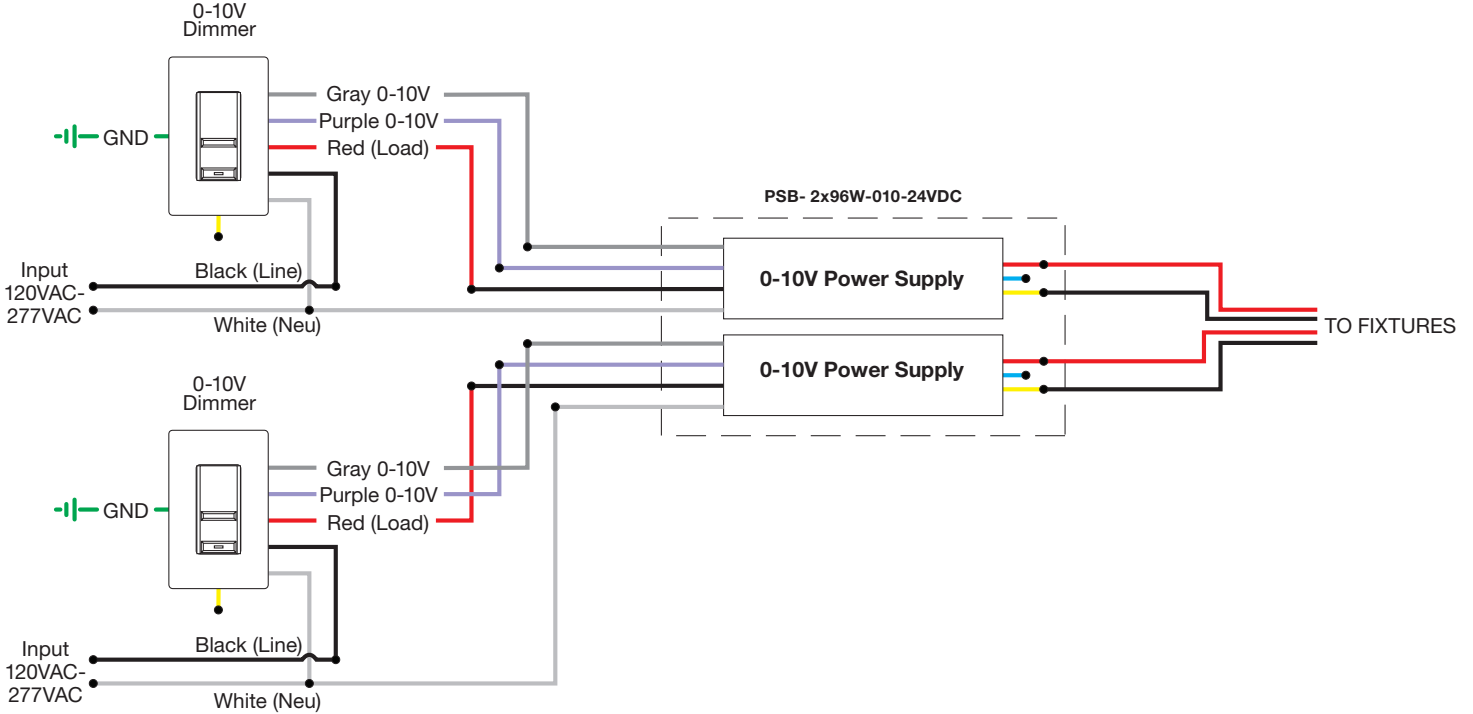 0-10V
Dimmer
Gray 0-10V
Purple 0-10V
Red (Load)
GND
PSB- 2x96W-010-24VDC
Input
120VAC-
277VAC
Black (Line)
White (Neu)
0-10V Power Supply
TO FIXTURES
0-10V Power Supply
0-10V
Dimmer
Gray 0-10V
Purple 0-10V
Red (Load)
GND
Input
120VAC-
277VAC
Black (Line)
White (Neu)